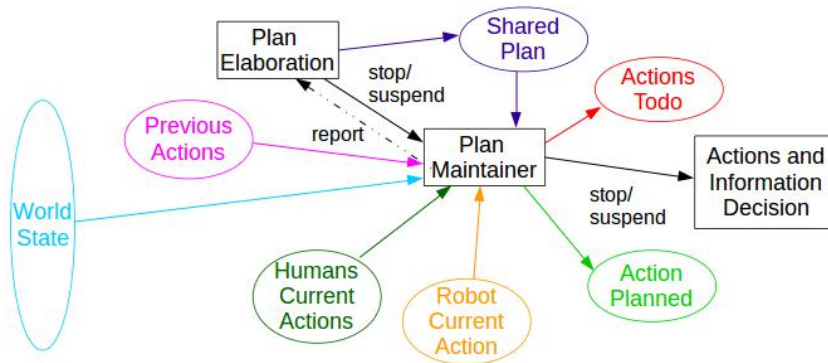 Plan
Elaboration
Shared
Plan
stop/
suspend
Actions
Todo
Previous
Actions
report
Plan
Maintainer
Actions and
Information
Decision
World
State
stop/
suspend
Humans
Current
Actions
Robot
Current
Action
Action
Planned